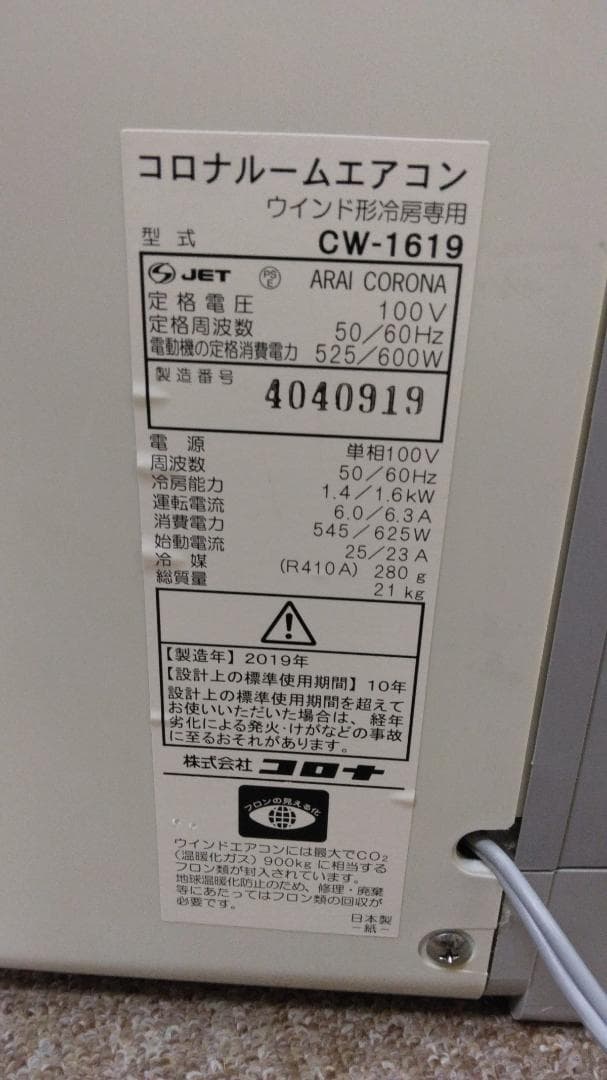 コロナルームエアコン
ウインド形冷房専用
型式 CW-1619
JET PSE ARAI CORONA
定格電圧 100V
定格周波数 50/60Hz
電動機の定格消費電力 525/600W
製造番号 4040919
電源 単相100V
周波数 50/60Hz
冷房能力 1.4/1.6kW
運転電流 6.0/6.3A
消費電力 545/625W
始動電流 25/23A
冷媒 (R410A) 280g
総質量 21kg
【製造年】2019年
【設計上の標準使用期間】10年
設計上の標準使用期間を超えて
お使いいただいた場合は、経年
劣化による発火・けがなどの事故
に至るおそれがあります。
株式会社 コロナ
フロンの見える化
ウインドエアコンには最大でCO₂
(温暖化ガス)900kgに相当する
フロン類が封入されています。
地球温暖化防止のため、修理・廃棄
等にあたってはフロン類の回収が
必要です。
日本製
-紙-